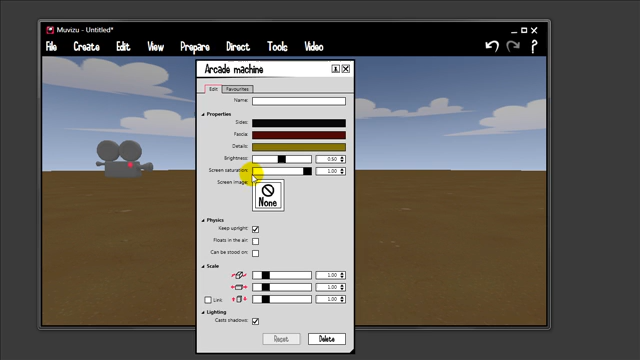 Muvizu - Untitled*
File Create Edit View Prepare Direct Tools Video
Arcade machine
Edit Favourites
Name:
Properties
Sides:
Fascia:
Details:
Brightness: 0.50
Screen saturation: 1.00
Screen image:
None
Physics
Keep upright:
Floats in the air:
Can be stood on:
Scale
1.00
1.00
Link 1.00
Lighting
Casts shadows:
Reset Delete